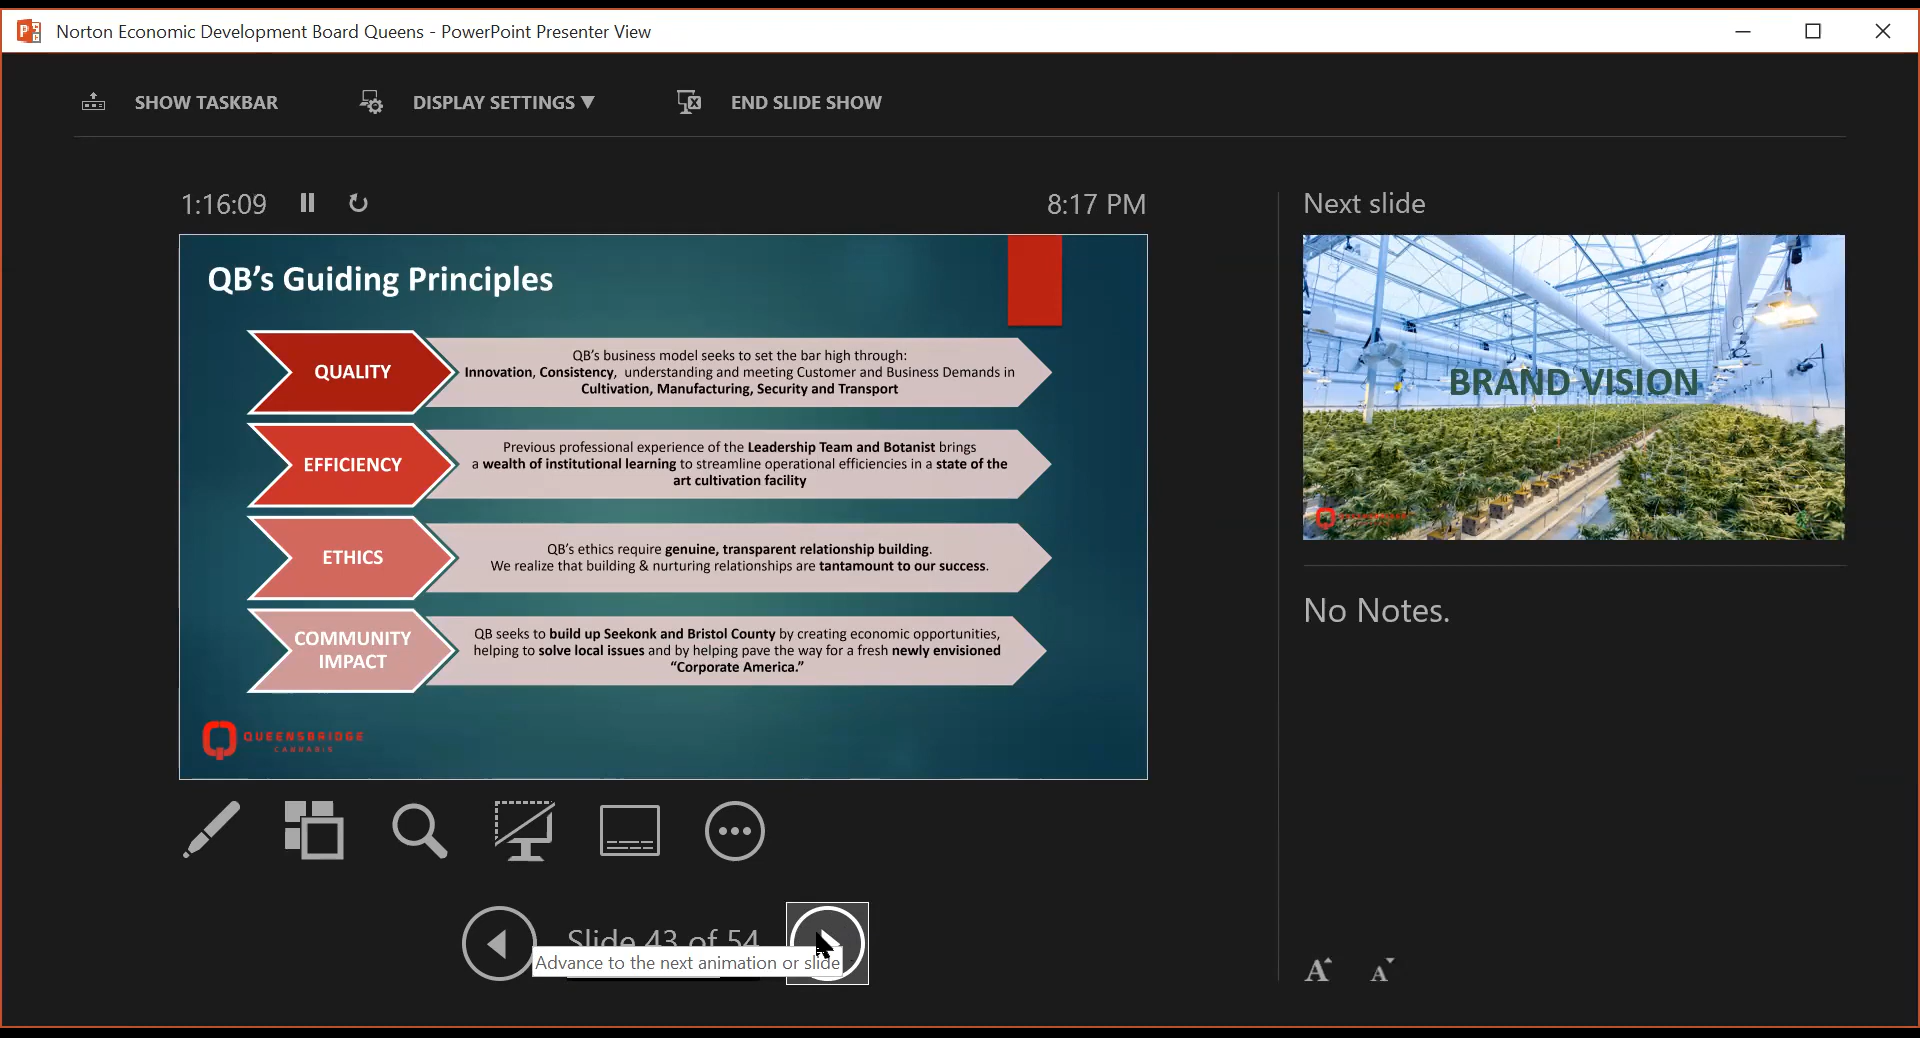 Norton Economic Development Board Queens - PowerPoint Presenter View
SHOW TASKBAR
DISPLAY SETTINGS ▼
END SLIDE SHOW
1:16:09
8:17 PM
QB's Guiding Principles
QUALITY
QB's business model seeks to set the bar high through:
Innovation, Consistency, understanding and meeting Customer and Business Demands in
Cultivation, Manufacturing, Security and Transport
EFFICIENCY
Previous professional experience of the Leadership Team and Botanist brings
a wealth of institutional learning to streamline operational efficiencies in a state of the
art cultivation facility
ETHICS
QB's ethics require genuine, transparent relationship building.
We realize that building & nurturing relationships are tantamount to our success.
COMMUNITY
IMPACT
QB seeks to build up Seekonk and Bristol County by creating economic opportunities,
helping to solve local issues and by helping pave the way for a fresh newly envisioned
“Corporate America.”
QUEENSBRIDGE
CANNABIS
Slide 43 of 54
Advance to the next animation or slide
Next slide
BRAND VISION
No Notes.
A A